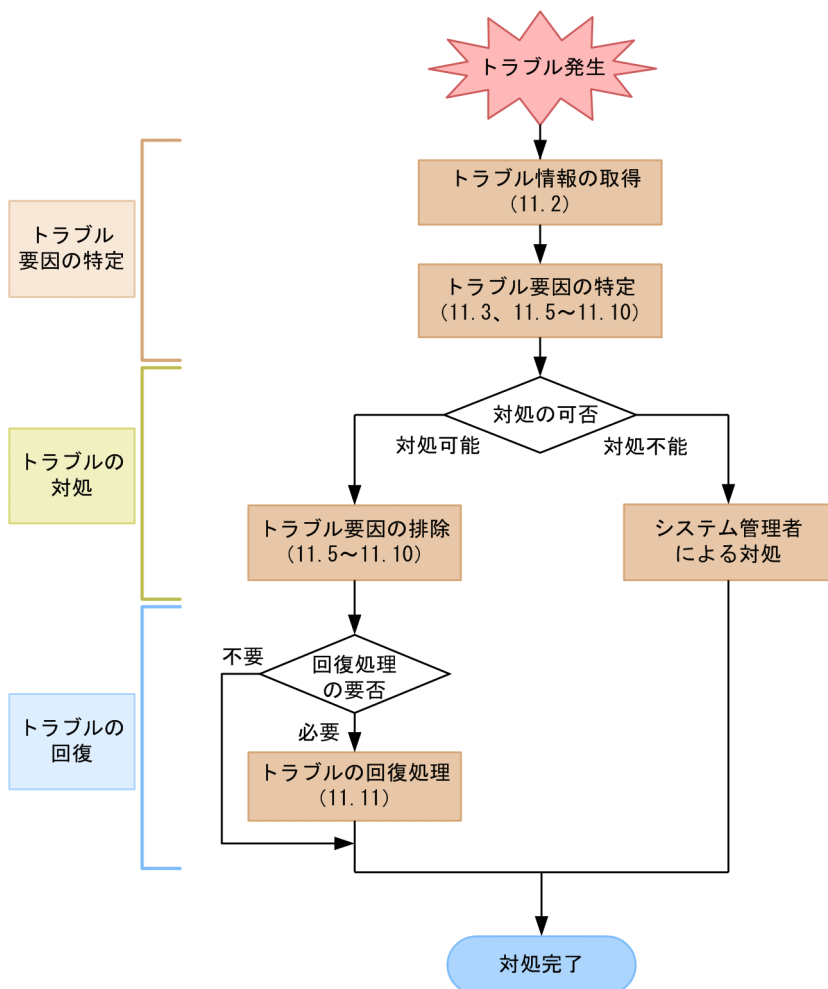 トラブル発生
トラブル情報の取得
(11.2)
トラブル
要因の特定
トラブル要因の特定
(11.3、11.5～11.10)
対処の可否
対処可能
対処不能
トラブルの
対処
トラブル要因の排除
(11.5～11.10)
システム管理者
による対処
不要
回復処理
の要否
必要
トラブルの
回復
トラブルの回復処理
(11.11)
対処完了